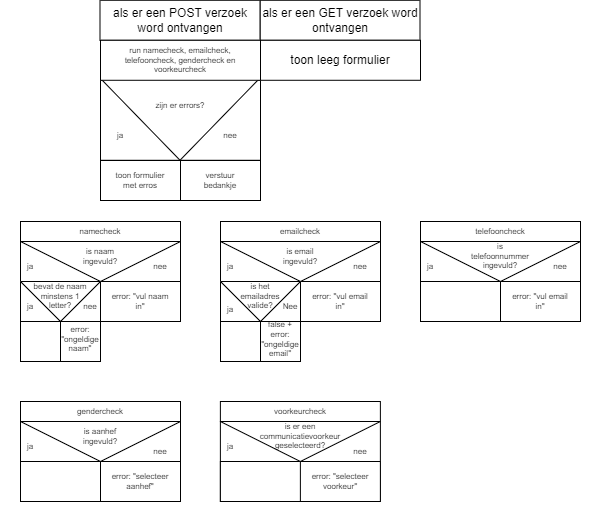 als er een POST verzoek
word ontvangen
als er een GET verzoek word
ontvangen
run namecheck, emailcheck,
telefooncheck, gendercheck en
voorkeurcheck
toon leeg formulier
zijn er errors?
ja
nee
toon formulier
met erros
verstuur
bedankje
namecheck
is naam
ingevuld?
ja
nee
bevat de naam
minstens 1
letter?
ja
nee
error: "vul naam
in"
error:
"ongeldige
naam"
emailcheck
is email
ingevuld?
ja
nee
is het
emailadres
valide?
ja
Nee
error: "vul email
in"
false +
error:
"ongeldige
email"
telefooncheck
is
telefoonnummer
ingevuld?
ja
nee
error: "vul email
in"
gendercheck
is aanhef
ingevuld?
ja
nee
error: "selecteer
aanhef"
voorkeurcheck
is er een
communicatievoorkeur
geselecteerd?
ja
nee
error: "selecteer
voorkeur"